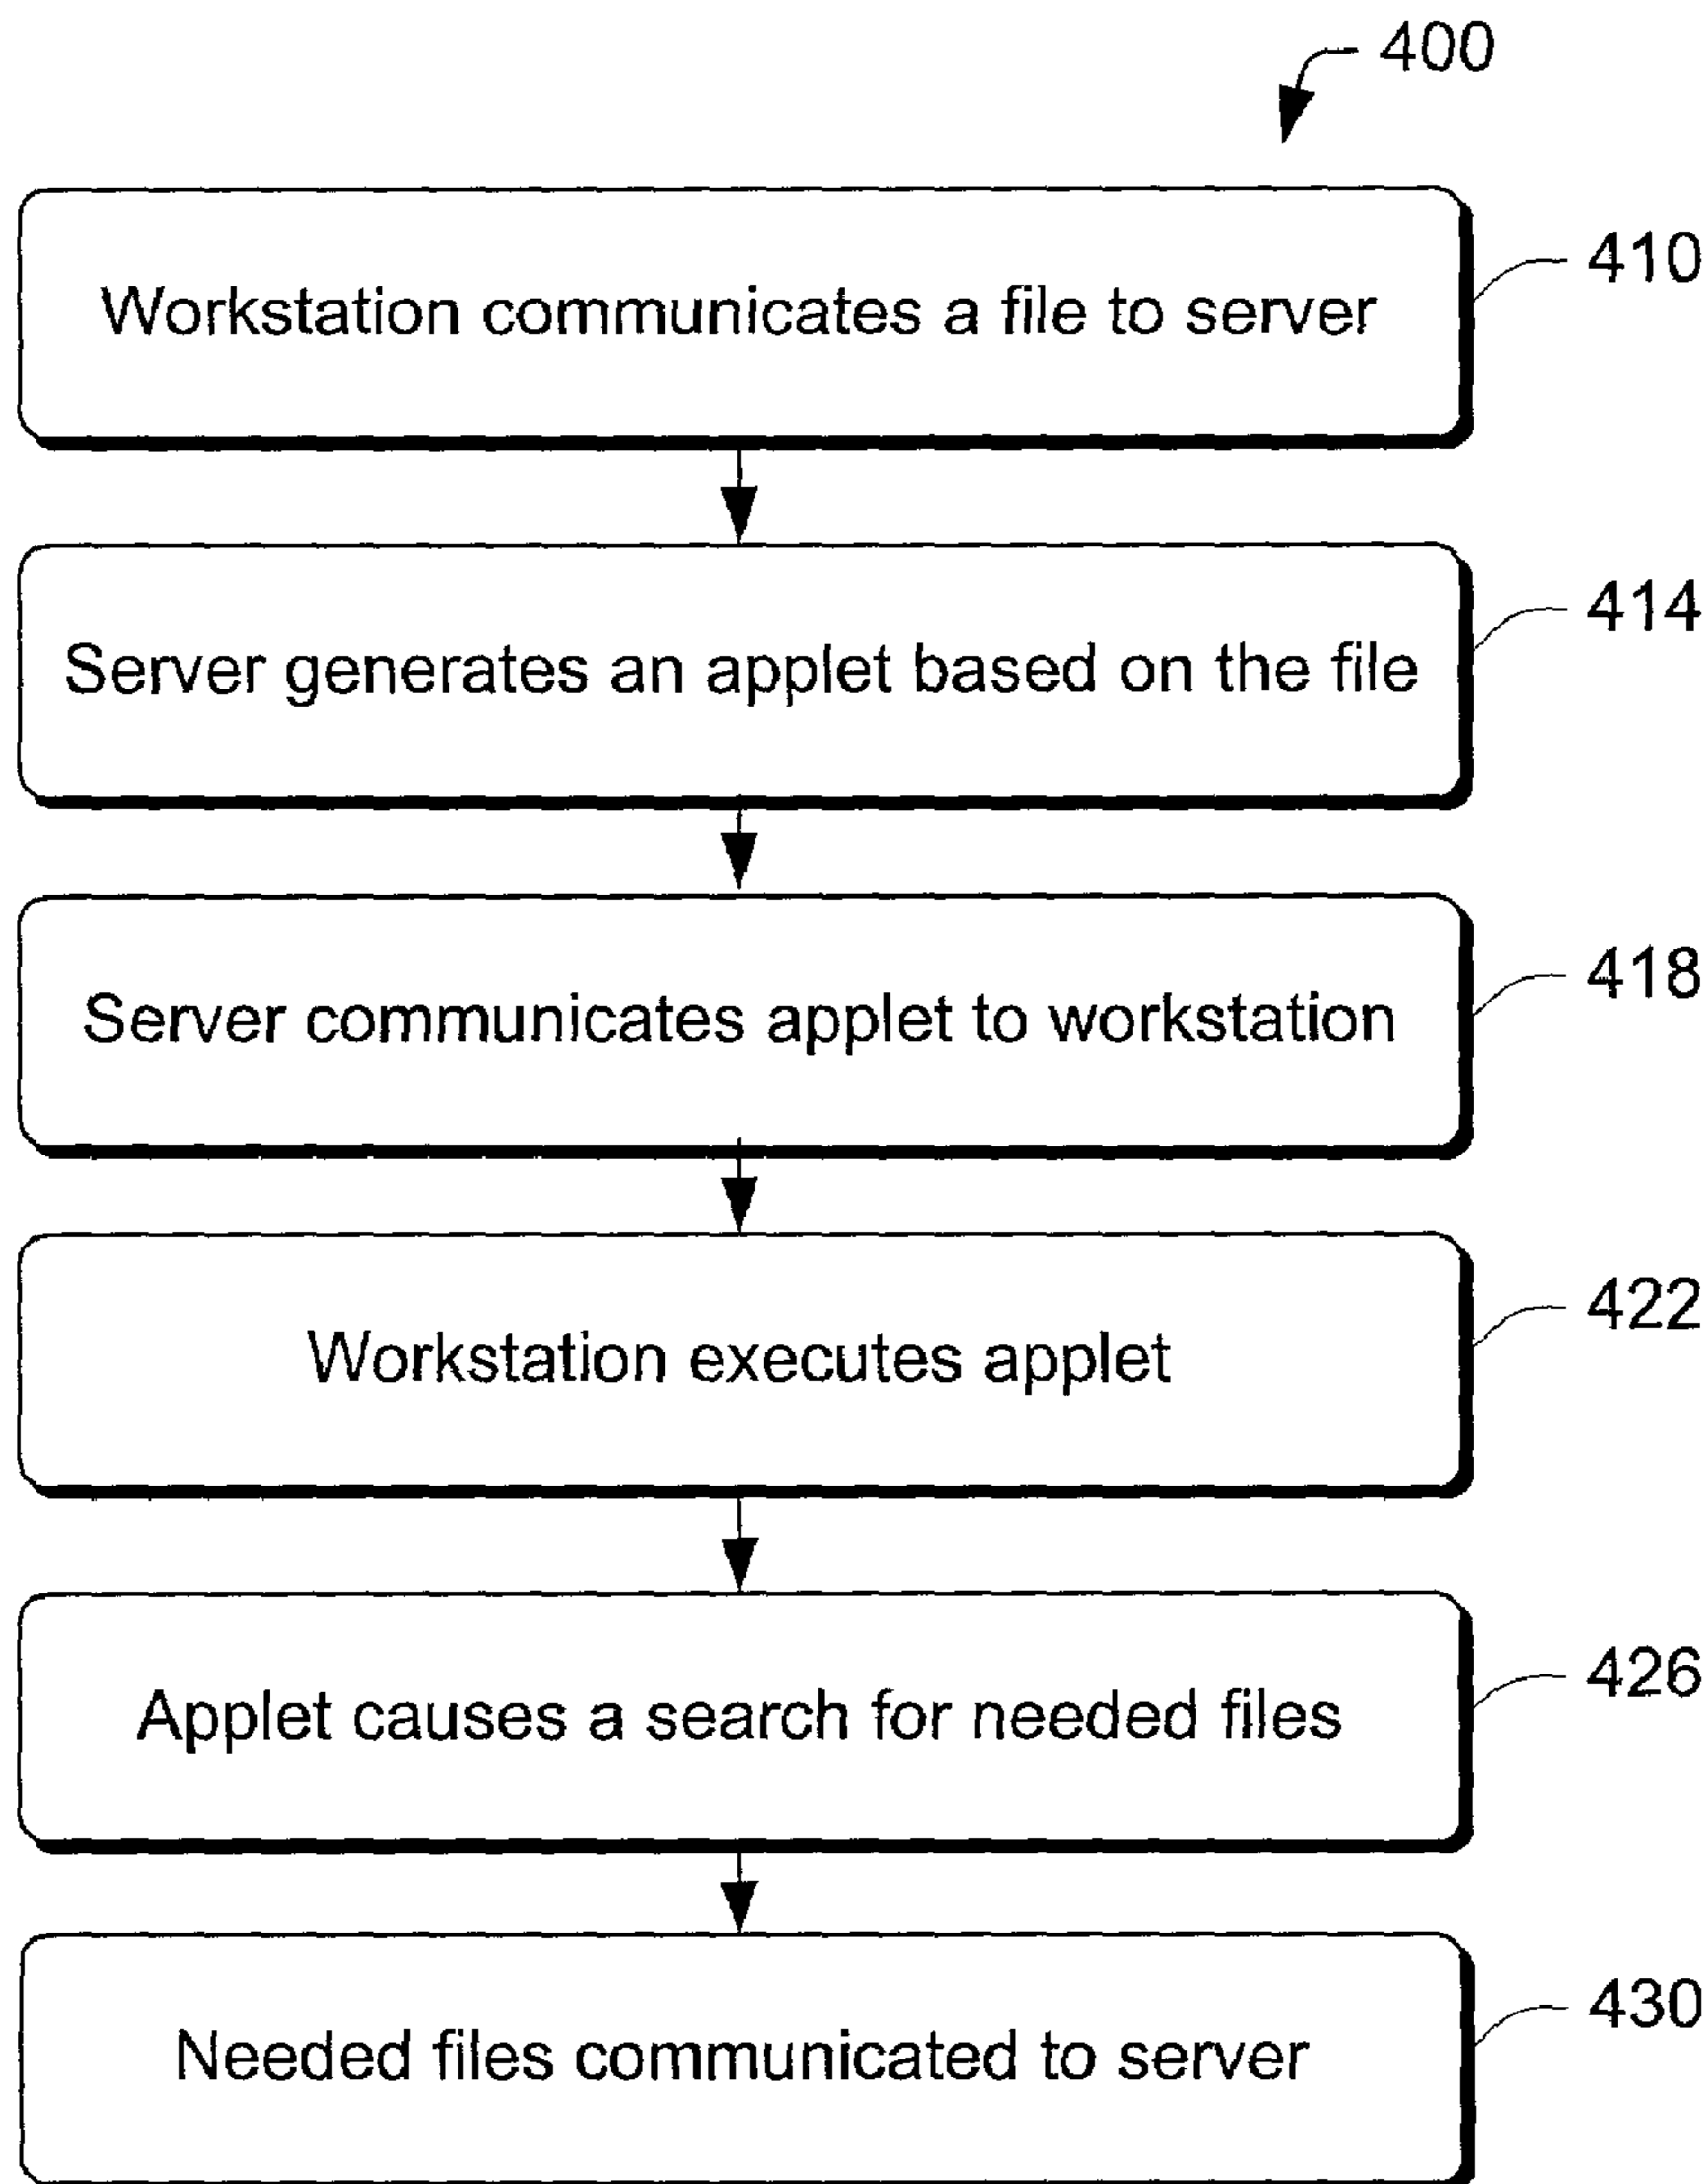 400
Workstation communicates a file to server
410
Server generates an applet based on the file
414
Server communicates applet to workstation
418
Workstation executes applet
422
Applet causes a search for needed files
426
Needed files communicated to server
430